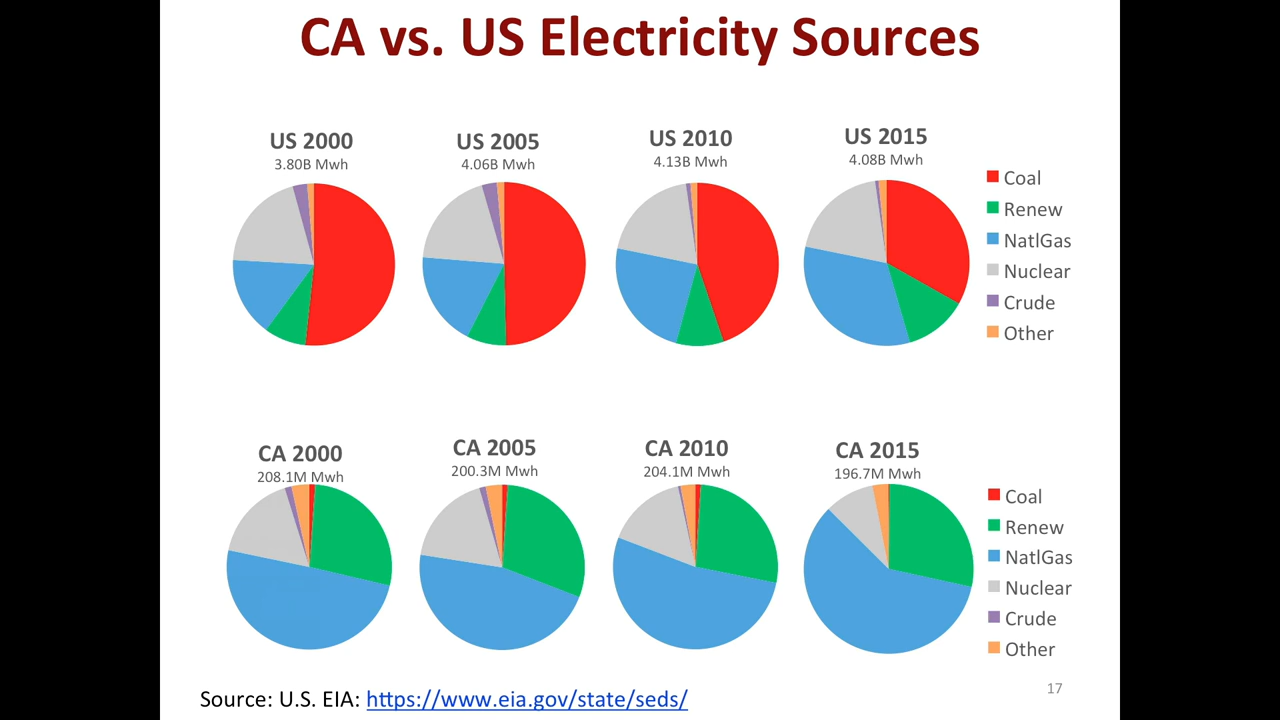 CA vs. US Electricity Sources
US 2000
3.80B Mwh
US 2005
4.06B Mwh
US 2010
4.13B Mwh
US 2015
4.08B Mwh
Coal
Renew
NatlGas
Nuclear
Crude
Other
CA 2000
208.1M Mwh
CA 2005
200.3M Mwh
CA 2010
204.1M Mwh
CA 2015
196.7M Mwh
Coal
Renew
NatlGas
Nuclear
Crude
Other
Source: U.S. EIA: https://www.eia.gov/state/seds/
17